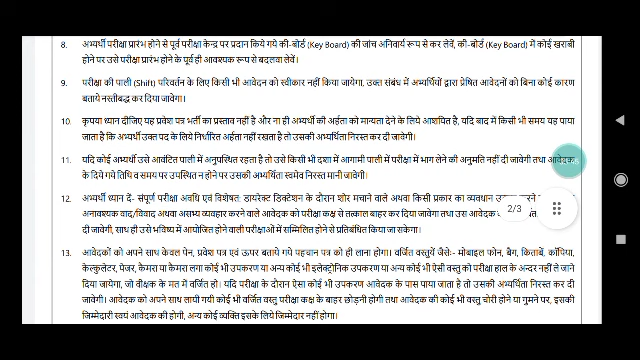 8. अभ्यर्थी परीक्षा प्रारंभ होने से पूर्व परीक्षा केन्द्र पर प्रदान किये गये की-बोर्ड (Key Board) की जांच अनिवार्य रूप से कर लेवें, की-बोर्ड (Key Board) में कोई खराबी
होने पर उसे परीक्षा प्रारंभ होने के पूर्व ही आवश्यक रूप से बदलवा लेवें।
9. परीक्षा की पाली (Shift) परिवर्तन के लिए किसी भी आवेदन को स्वीकार नहीं किया जायेगा, उक्त संबंध में अभ्यर्थियों द्वारा प्रेषित आवेदनों को बिना कोई कारण
बताये नस्तीबद्ध कर दिया जावेगा।
10. कृपया ध्यान दीजिए यह प्रवेश पत्र भर्ती का प्रस्ताव नहीं है और ना ही अभ्यर्थी की अर्हता को मान्यता देने के लिये आशयित है, यदि बाद में किसी भी समय यह पाया
जाता है कि अभ्यर्थी उक्त पद के लिये निर्धारित अर्हता नहीं रखता है तो उसकी अभ्यर्थिता निरस्त कर दी जावेगी।
11. यदि कोई अभ्यर्थी उसे आवंटित पाली में अनुपस्थित रहता है तो उसे किसी भी दशा में आगामी पाली में परीक्षा में भाग लेने की अनुमति नहीं दी जावेगी तथा आवेदक
के दिये गये तिथि व समय पर उपस्थित न होने पर उसकी अभ्यर्थिता स्वमेव निरस्त मानी जावेगी।
12. अभ्यर्थी ध्यान दें- संपूर्ण परीक्षा अवधि एवं विशेषत: डायरेक्ट डिक्टेशन के दौरान शोर मचाने वाले अथवा किसी प्रकार का व्यवधान
अनावश्यक वाद/विवाद अथवा असभ्य व्यवहार करने वाले आवेदक को परीक्षा कक्ष से तत्काल बाहर कर दिया जावेगा तथा उस आवेदक 2/3
दी जावेगी, साथ ही उसे भविष्य में आयोजित होने वाली परीक्षाओं में सम्मिलित होने से प्रतिबंधित किया जा सकेगा।
13. आवेदकों को अपने साथ केवल पेन, प्रवेश पत्र एवं ऊपर बताये गये पहचान पत्र को ही लाना होगा। वर्जित वस्तुयें जैसे:- मोबाइल फोन, बैग, किताबें, कॉपिया,
केल्कुलेटर, पेजर, कैमरा या कैमरा लगा कोई भी उपकरण या अन्य कोई भी इलेक्ट्रोनिक उपकरण या अन्य कोई भी ऐसी वस्तु को परीक्षा हाल के अन्दर नहीं ले जाने
दिया जायेगा, जो वीक्षक के मत में वर्जित हो। यदि परीक्षा के दौरान ऐसा कोई भी उपकरण आवेदक के पास पाया जाता है तो उसकी अभ्यर्थिता निरस्त कर दी
जावेगी। आवेदक को अपने साथ लायी गयी कोई भी वर्जित वस्तु परीक्षा कक्ष के बाहर छोड़नी होगी तथा आवेदक की कोई भी वस्तु चोरी होने या गुमने पर, इसकी
जिम्मेदारी स्वयं आवेदक की होगी, अन्य कोई व्यक्ति इसके लिये जिम्मेदार नहीं होगा।